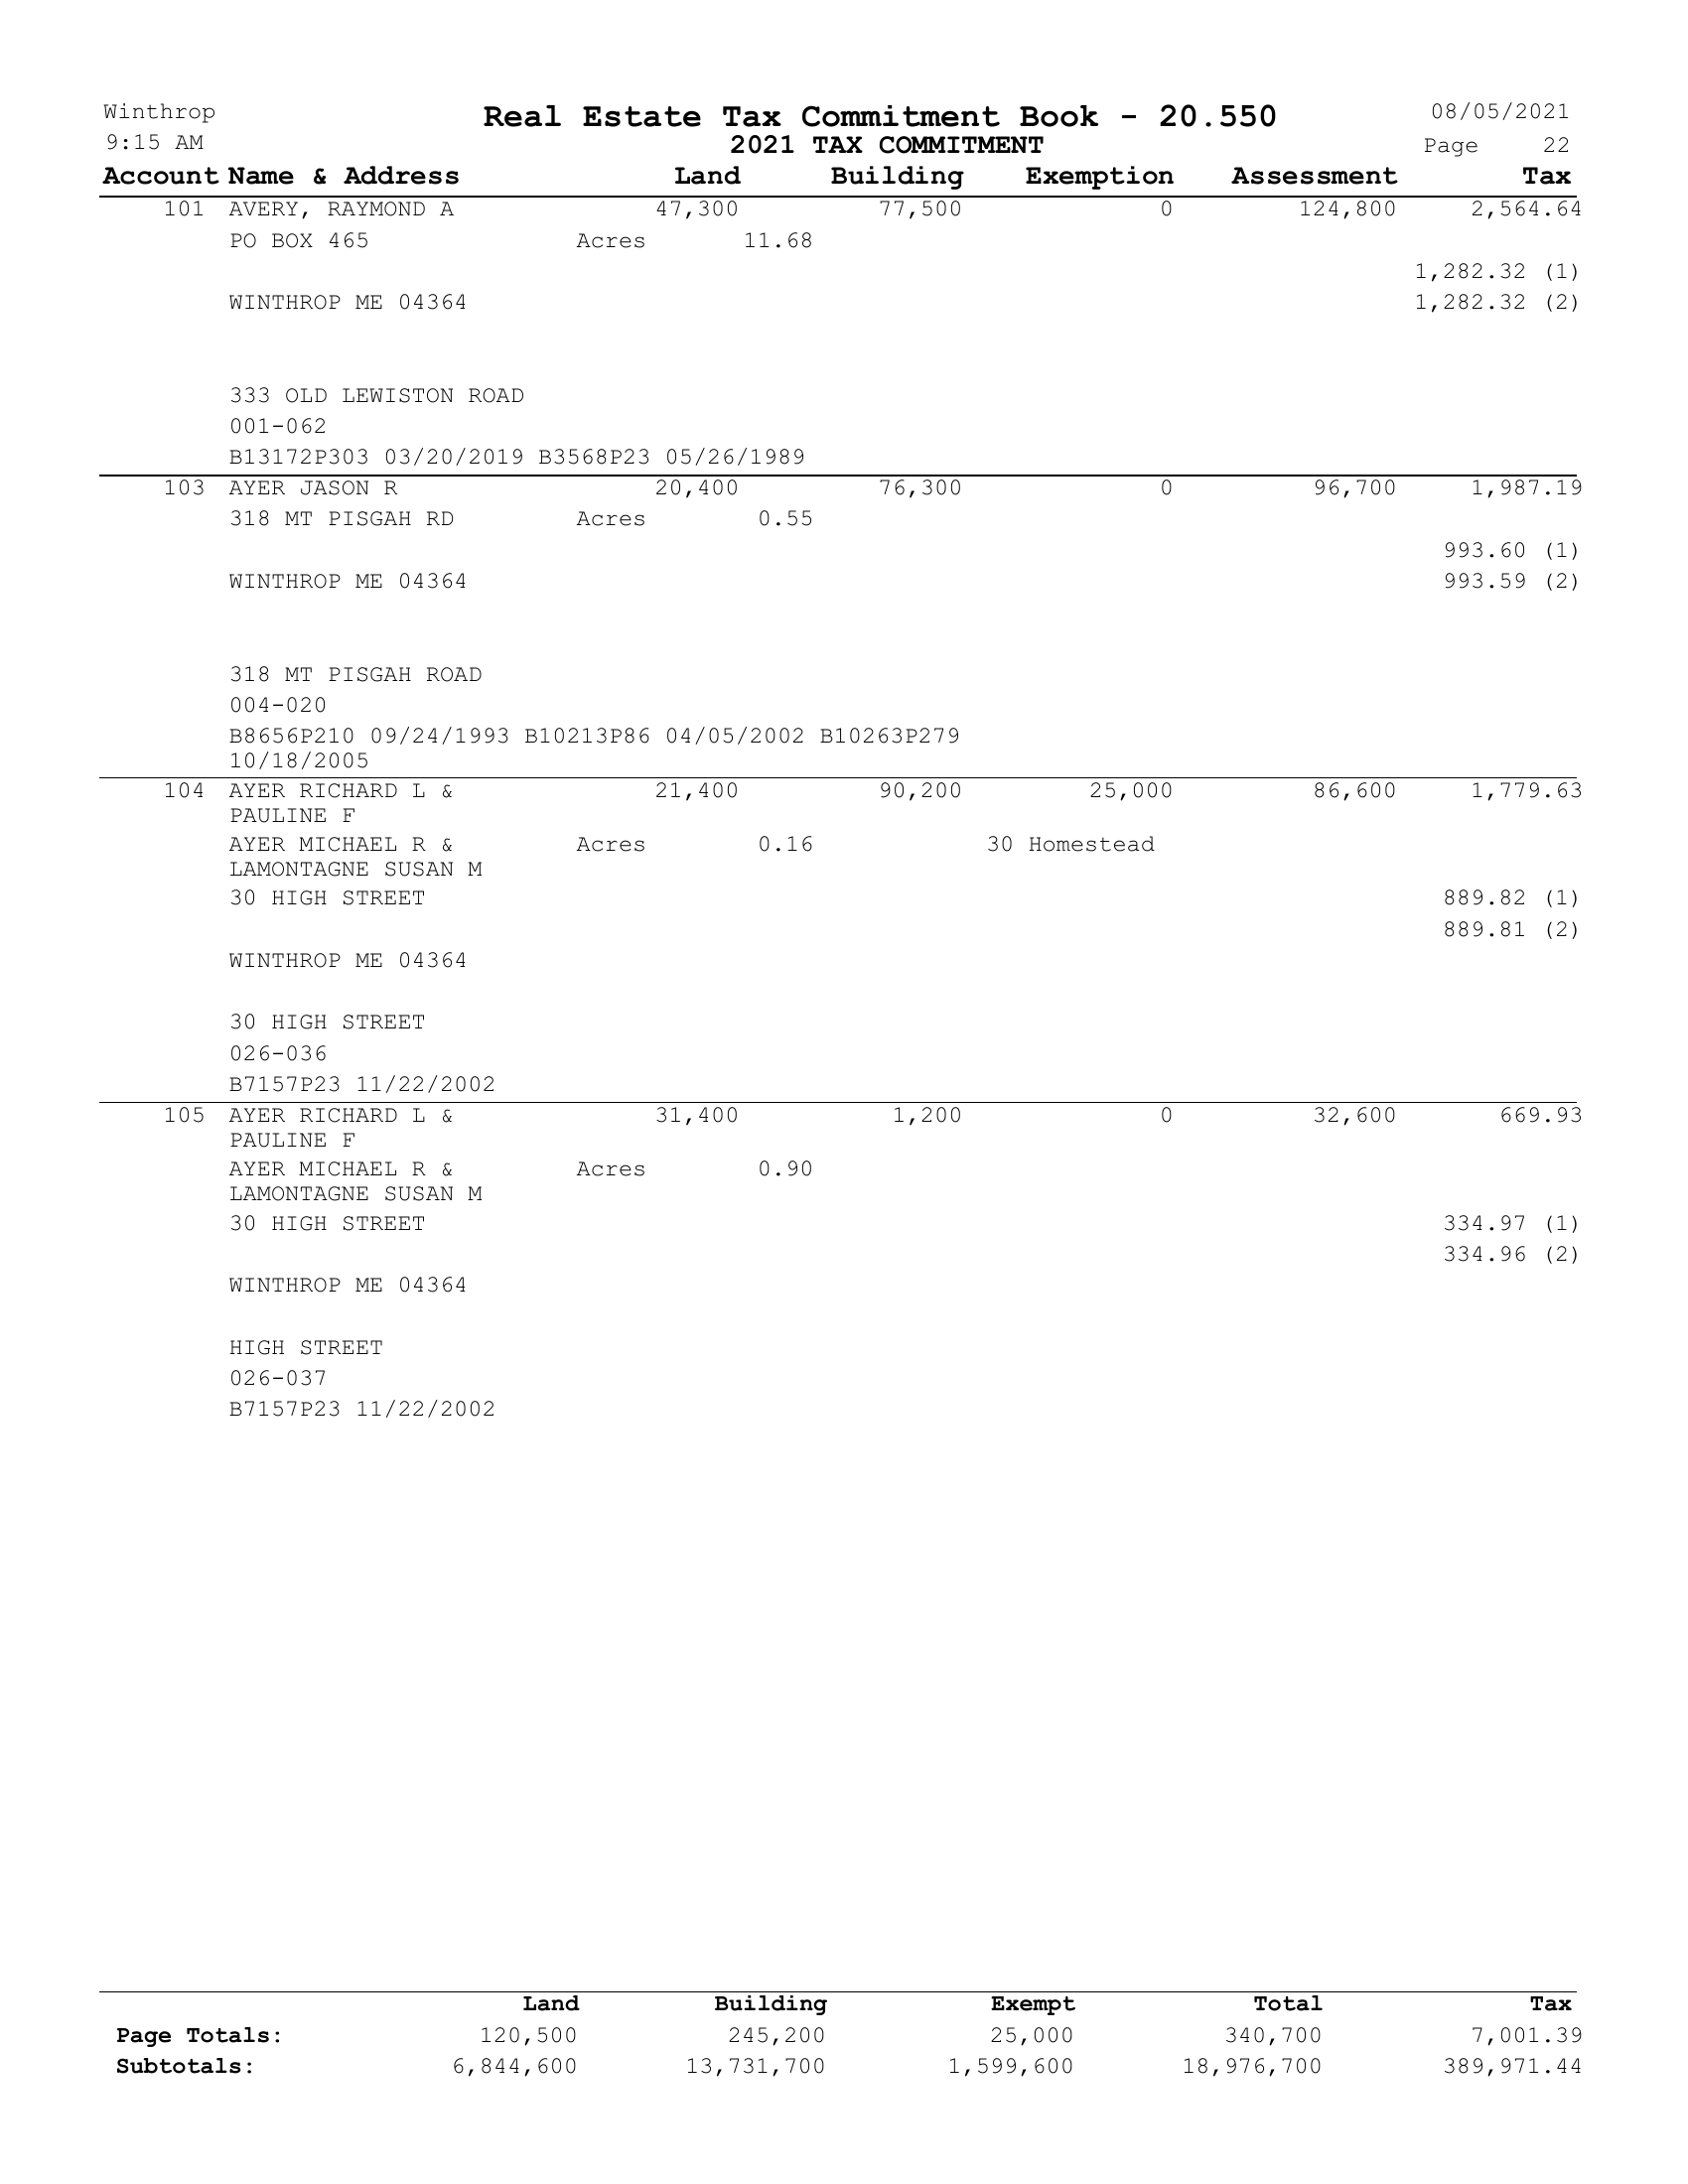 Winthrop Real Estate Tax Commitment Book - 20.550 08/05/2021
9:15 AM 2021 TAX COMMITMENT Page 22
Account Name & Address Land Building Exemption Assessment Tax
101 AVERY, RAYMOND A 47,300 77,500 0 124,800 2,564.64
PO BOX 465 Acres 11.68
1,282.32 (1)
WINTHROP ME 04364 1,282.32 (2)
333 OLD LEWISTON ROAD
001-062
B13172P303 03/20/2019 B3568P23 05/26/1989
103 AYER JASON R 20,400 76,300 0 96,700 1,987.19
318 MT PISGAH RD Acres 0.55
993.60 (1)
WINTHROP ME 04364 993.59 (2)
318 MT PISGAH ROAD
004-020
B8656P210 09/24/1993 B10213P86 04/05/2002 B10263P279
10/18/2005
104 AYER RICHARD L & 21,400 90,200 25,000 86,600 1,779.63
PAULINE F
AYER MICHAEL R & Acres 0.16 30 Homestead
LAMONTAGNE SUSAN M
30 HIGH STREET 889.82 (1)
889.81 (2)
WINTHROP ME 04364
30 HIGH STREET
026-036
B7157P23 11/22/2002
105 AYER RICHARD L & 31,400 1,200 0 32,600 669.93
PAULINE F
AYER MICHAEL R & Acres 0.90
LAMONTAGNE SUSAN M
30 HIGH STREET 334.97 (1)
334.96 (2)
WINTHROP ME 04364
HIGH STREET
026-037
B7157P23 11/22/2002
Land Building Exempt Total Tax
Page Totals: 120,500 245,200 25,000 340,700 7,001.39
Subtotals: 6,844,600 13,731,700 1,599,600 18,976,700 389,971.44